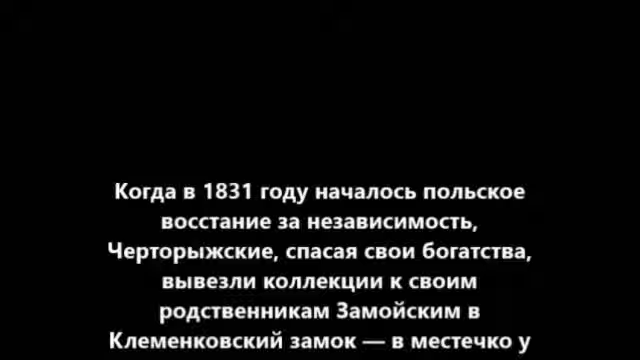 Когда в 1831 году началось польское
восстание за независимость,
Черторыжские, спасая свои богатства,
вывезли коллекции к своим
родственникам Замойским в
Клеменковский замок — в местечко у